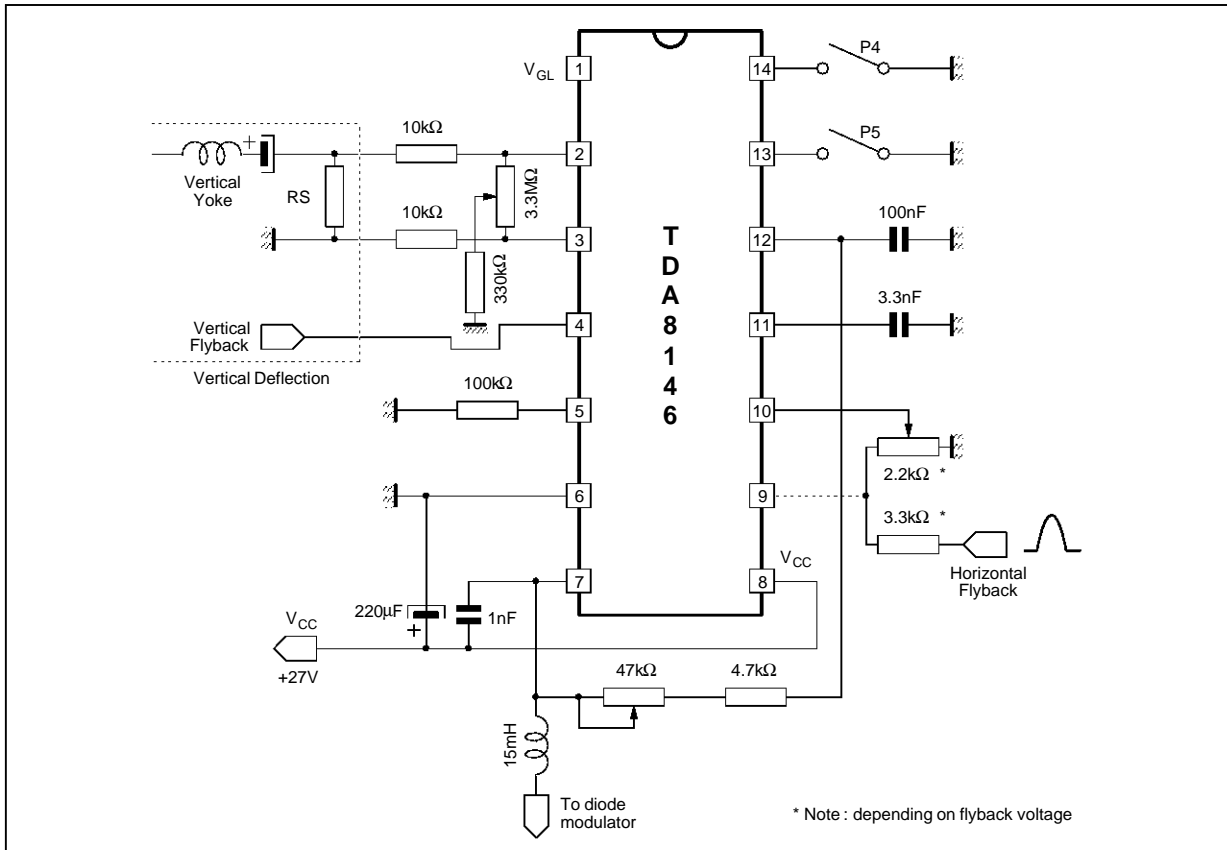 V_GL
1
14
P4
10kΩ
+
2
13
P5
Vertical
Yoke
RS
3.3MΩ
10kΩ
100nF
3
12
T
D
A
8
1
4
6
330kΩ
3.3nF
Vertical
Flyback
4
11
Vertical Deflection
100kΩ
5
10
2.2kΩ *
6
9
3.3kΩ *
V_CC
Horizontal
Flyback
7
8
220µF
+
1nF
V_CC
+27V
47kΩ
4.7kΩ
15mH
To diode
modulator
* Note : depending on flyback voltage